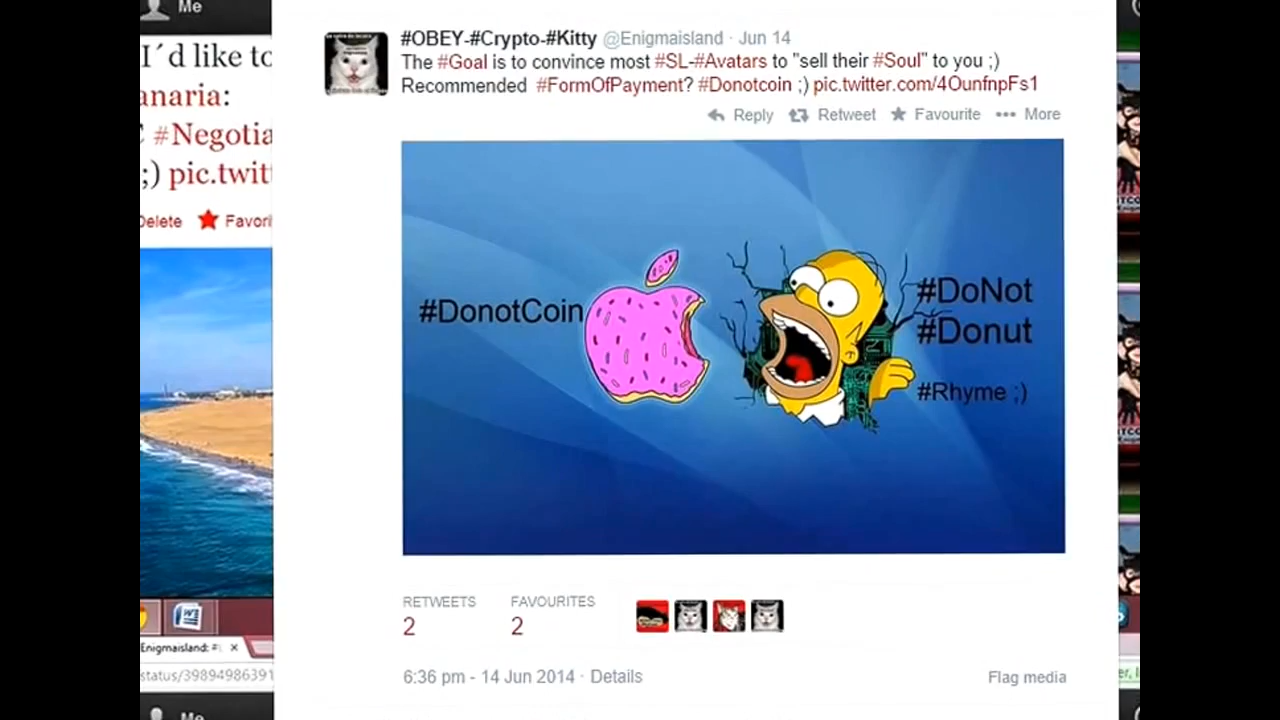 Me
I´d like to
anaria:
#Negotia
;) pic.twitt
Delete Favori
#OBEY-#Crypto-#Kitty @Enigmaisland · Jun 14
The #Goal is to convince most #SL-#Avatars to "sell their #Soul" to you ;)
Recommended #FormOfPayment? #Donotcoin ;) pic.twitter.com/4OunfnpFs1
Reply Retweet Favourite More
#DonotCoin
#DoNot
#Donut
#Rhyme ;)
RETWEETS FAVOURITES
2 2
6:36 pm - 14 Jun 2014 · Details
Flag media
Enigmaisland: #
status/39894986391
Me